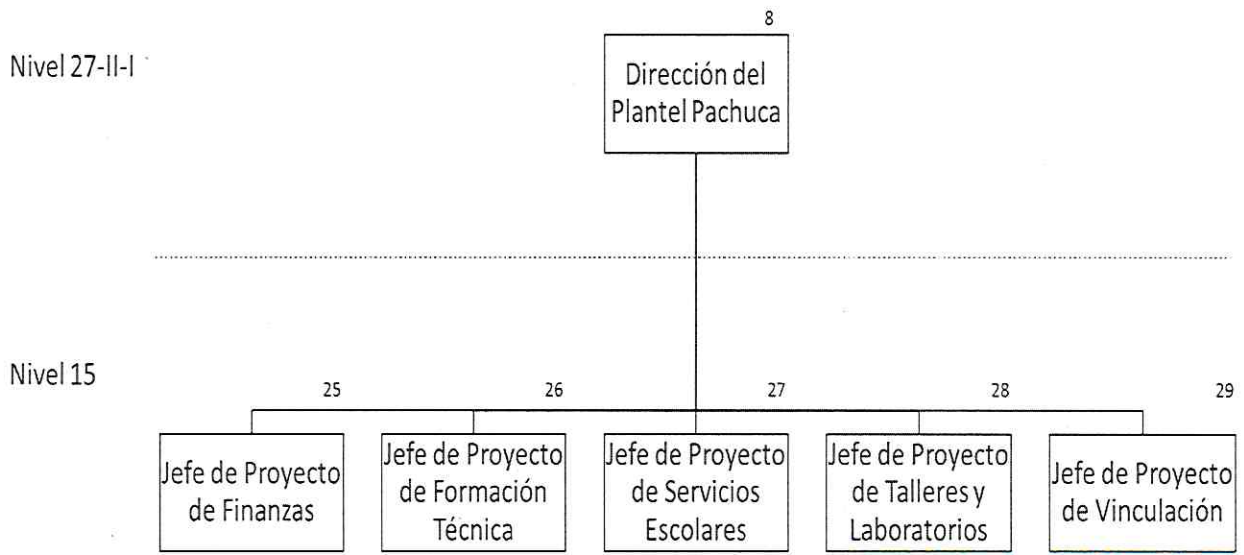 8
Nivel 27-II-I
Dirección del
Plantel Pachuca
Nivel 15
25
26
27
28
29
Jefe de Proyecto
de Finanzas
Jefe de Proyecto
de Formación
Técnica
Jefe de Proyecto
de Servicios
Escolares
Jefe de Proyecto
de Talleres y
Laboratorios
Jefe de Proyecto
de Vinculación